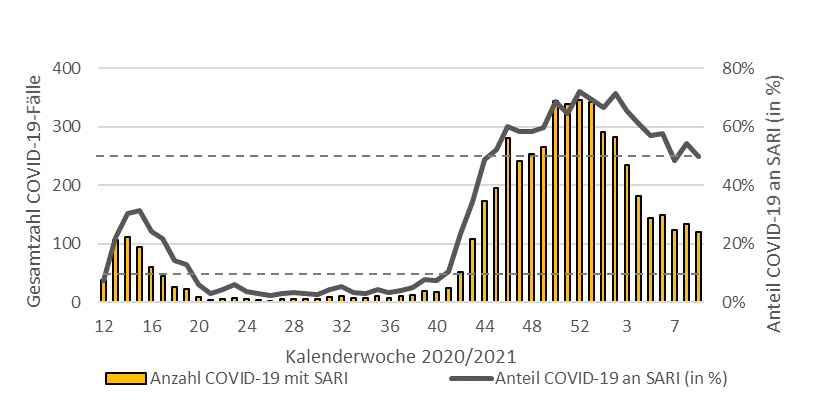 400
300
200
100
0
Gesamtzahl COVID-19-Fälle
80%
60%
40%
20%
0%
Anteil COVID-19 an SARI (in %)
12 16 20 24 28 32 36 40 44 48 52 3 7
Kalenderwoche 2020/2021
Anzahl COVID-19 mit SARI Anteil COVID-19 an SARI (in %)